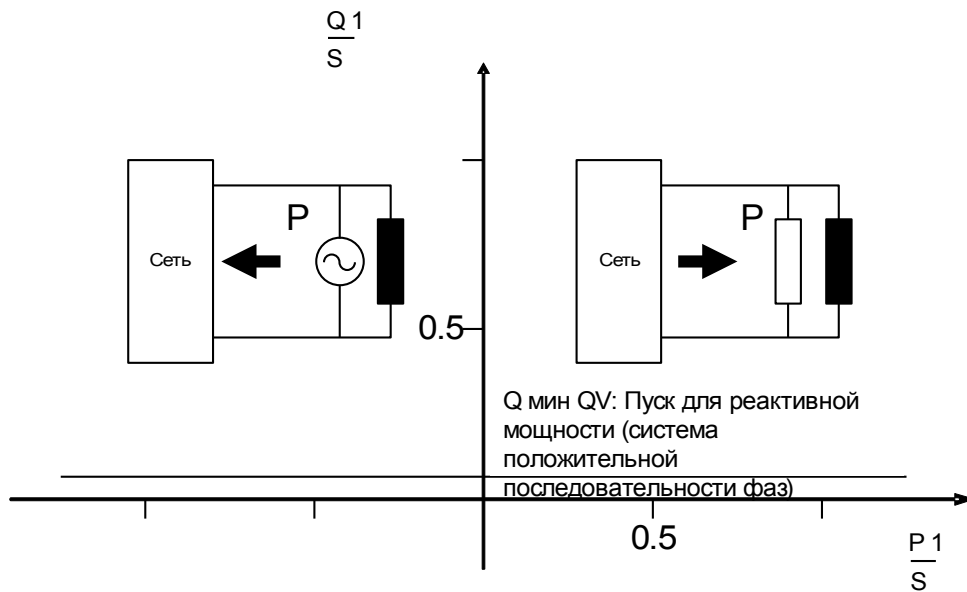 Q 1
S
P
Сеть
P
Сеть
0.5
Q мин QV: Пуск для реактивной
мощности (система
положительной
последовательности фаз)
0.5
P 1
S